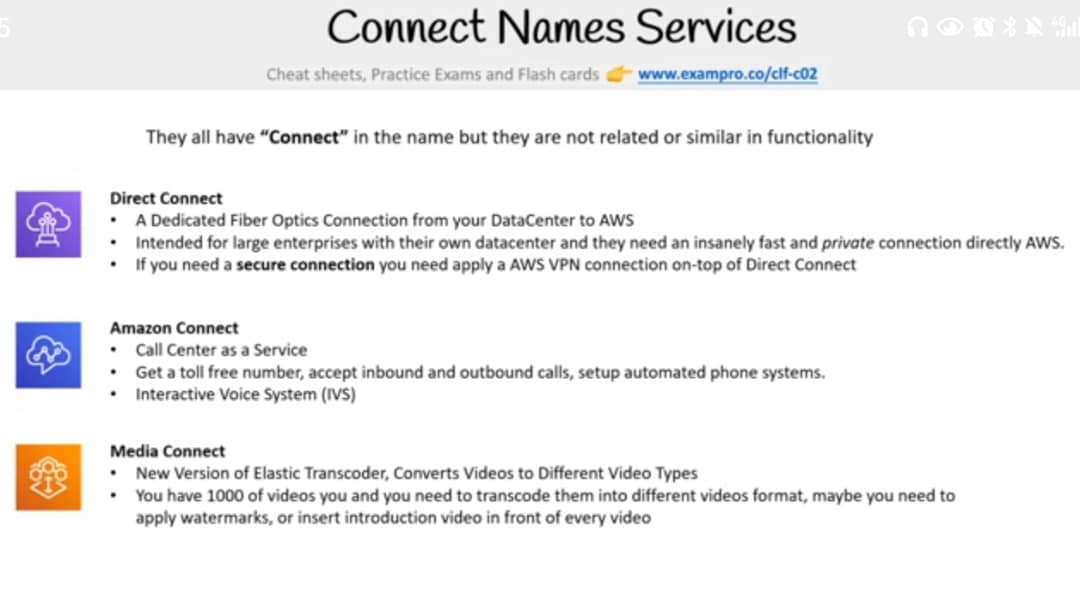 5
Connect Names Services
4G
Cheat sheets, Practice Exams and Flash cards 👉 www.exampro.co/clf-c02
They all have “Connect” in the name but they are not related or similar in functionality
Direct Connect
• A Dedicated Fiber Optics Connection from your DataCenter to AWS
• Intended for large enterprises with their own datacenter and they need an insanely fast and private connection directly AWS.
• If you need a secure connection you need apply a AWS VPN connection on-top of Direct Connect
Amazon Connect
• Call Center as a Service
• Get a toll free number, accept inbound and outbound calls, setup automated phone systems.
• Interactive Voice System (IVS)
Media Connect
• New Version of Elastic Transcoder, Converts Videos to Different Video Types
• You have 1000 of videos you and you need to transcode them into different videos format, maybe you need to
apply watermarks, or insert introduction video in front of every video